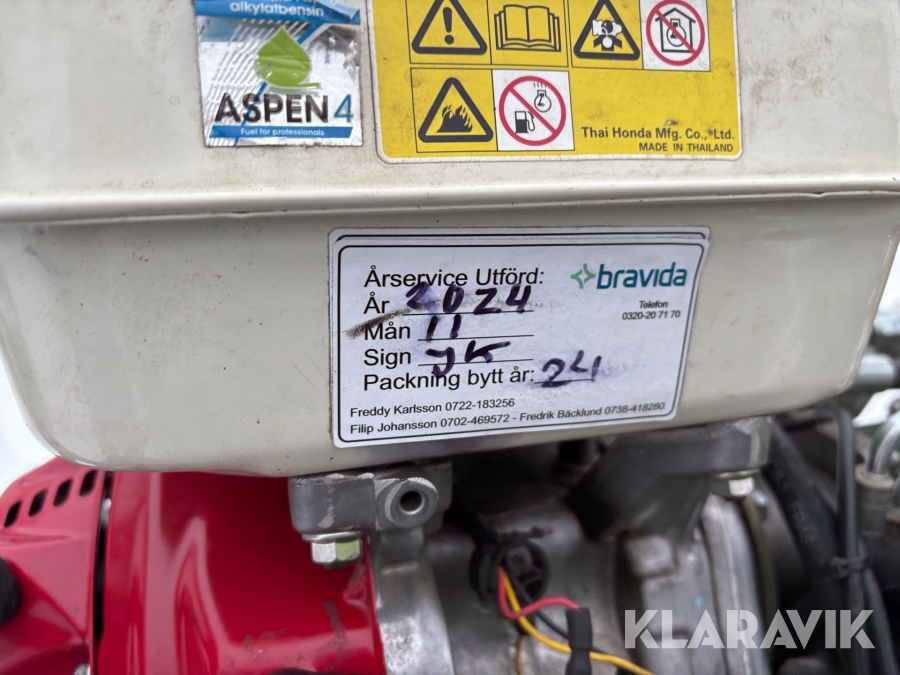 alkylatbensin
ASPEN 4
Fuel for professionals
Thai Honda Mfg. Co., Ltd.
MADE IN THAILAND
Årservice Utförd:
bravida
År 2024
Telefon
0320-20 71 70
Mån 11
Sign JK
Packning bytt år: 24
Freddy Karlsson 0722-183256
Filip Johansson 0702-469572 - Fredrik Bäcklund 0738-418280
KLARAVIK